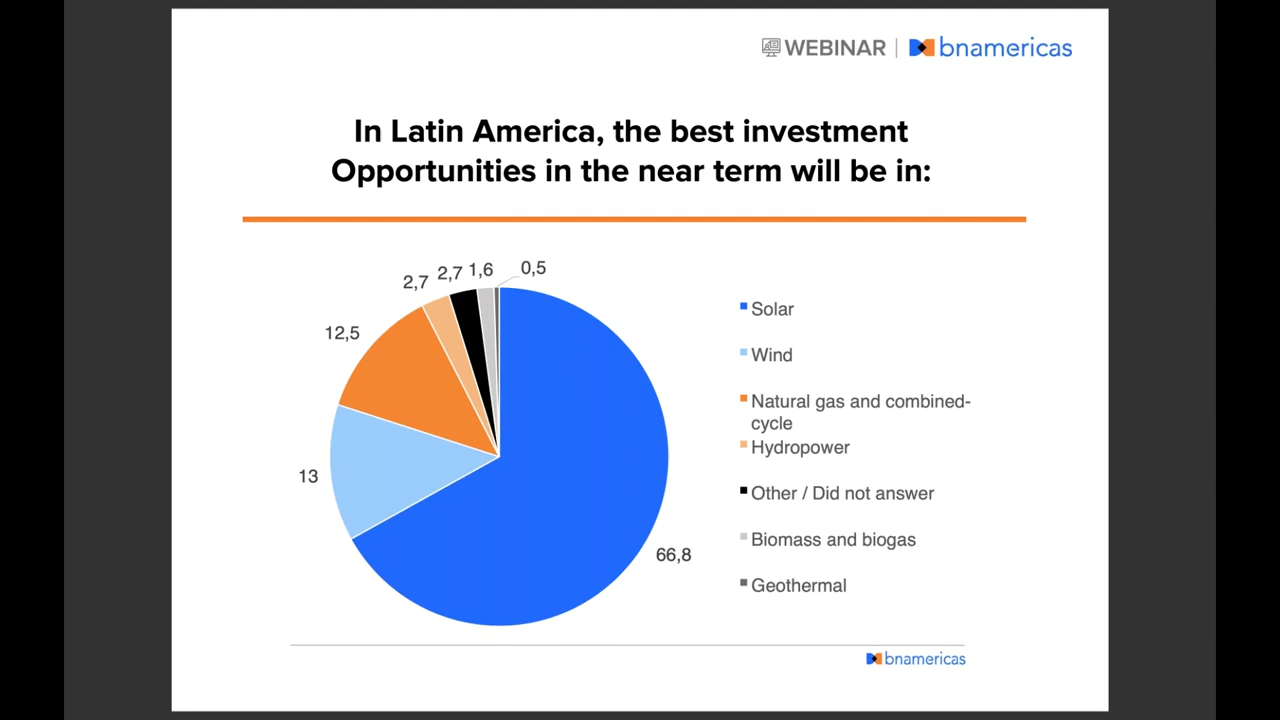 WEBINAR | bnamericas
In Latin America, the best investment
Opportunities in the near term will be in:
2,7
2,7
1,6
0,5
12,5
13
66,8
Solar
Wind
Natural gas and combined-
cycle
Hydropower
Other / Did not answer
Biomass and biogas
Geothermal
bnamericas